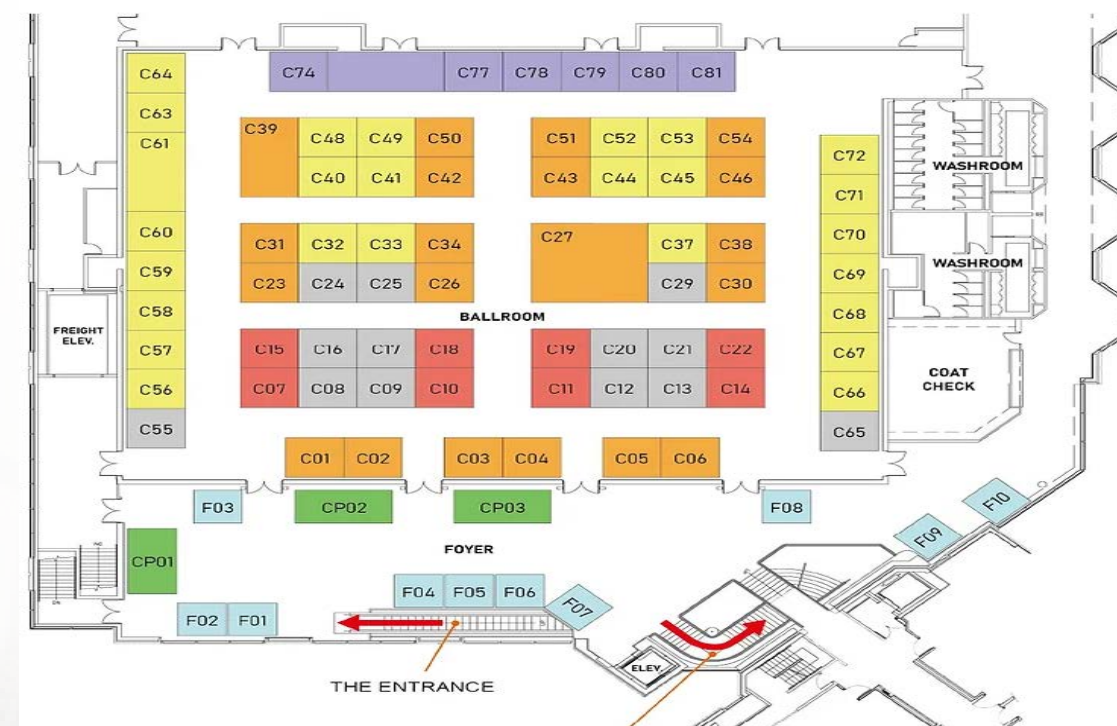 C64
C74 C77 C78 C79 C80 C81
C63
C39 C48 C49 C50 C51 C52 C53 C54
C61
C72
C40 C41 C42 C43 C44 C45 C46
WASHROOM
C71
C60
C70
C31 C32 C33 C34 C27 C37 C38
C59
C69
WASHROOM
C23 C24 C25 C26 C29 C30
C58
C68
BALLROOM
FREIGHT
ELEV.
C57
C67
C15 C16 C17 C18 C19 C20 C21 C22
COAT
CHECK
C56
C66
C07 C08 C09 C10 C11 C12 C13 C14
C55
C65
C01 C02 C03 C04 C05 C06
F03 CP02 CP03 F08 F10
F09
FOYER
CP01
F04 F05 F06 F07
F02 F01
ELEV.
THE ENTRANCE